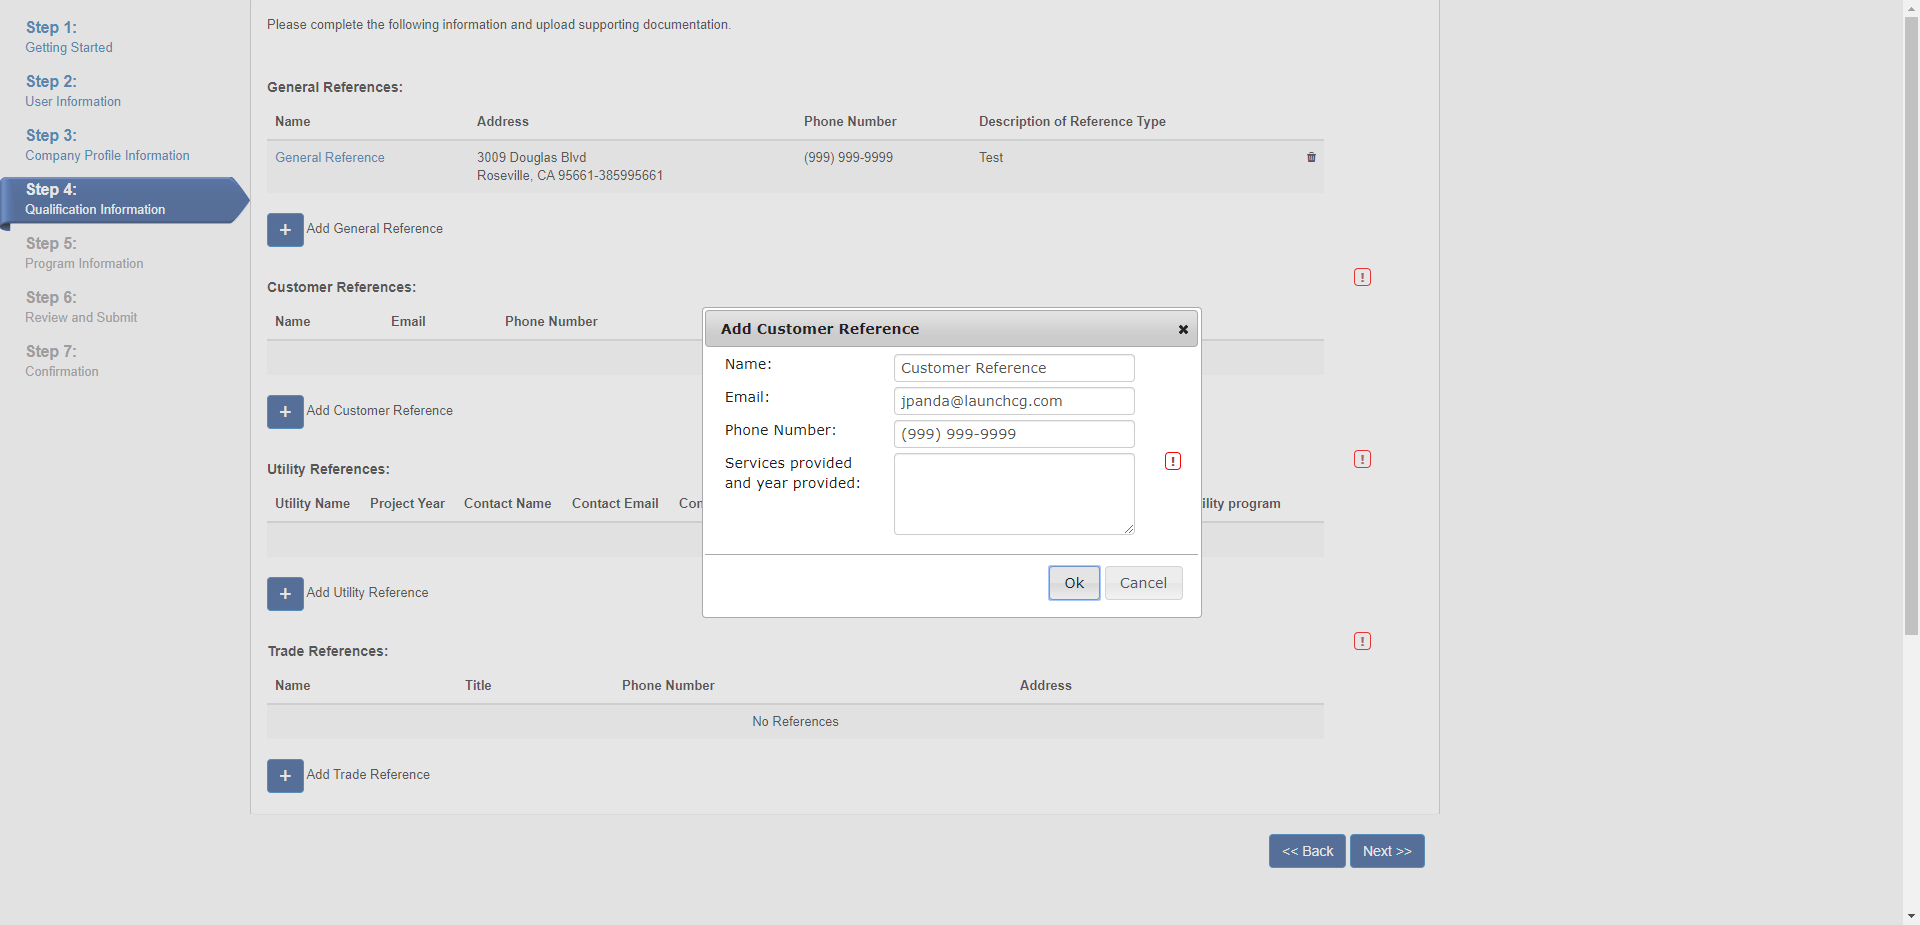 Step 1:
Getting Started
Step 2:
User Information
Step 3:
Company Profile Information
Step 4:
Qualification Information
Step 5:
Program Information
Step 6:
Review and Submit
Step 7:
Confirmation
Please complete the following information and upload supporting documentation.
General References:
Name Address Phone Number Description of Reference Type
General Reference 3009 Douglas Blvd (999) 999-9999 Test
Roseville, CA 95661-385995661
+ Add General Reference
!
Customer References:
Name Email Phone Number
+ Add Customer Reference
!
Utility References:
Utility Name Project Year Contact Name Contact Email Con ility program
+ Add Utility Reference
!
Trade References:
Name Title Phone Number Address
No References
+ Add Trade Reference
<< Back Next >>
Add Customer Reference
Name: Customer Reference
Email: jpanda@launchcg.com
Phone Number: (999) 999-9999
Services provided
and year provided:
!
Ok Cancel